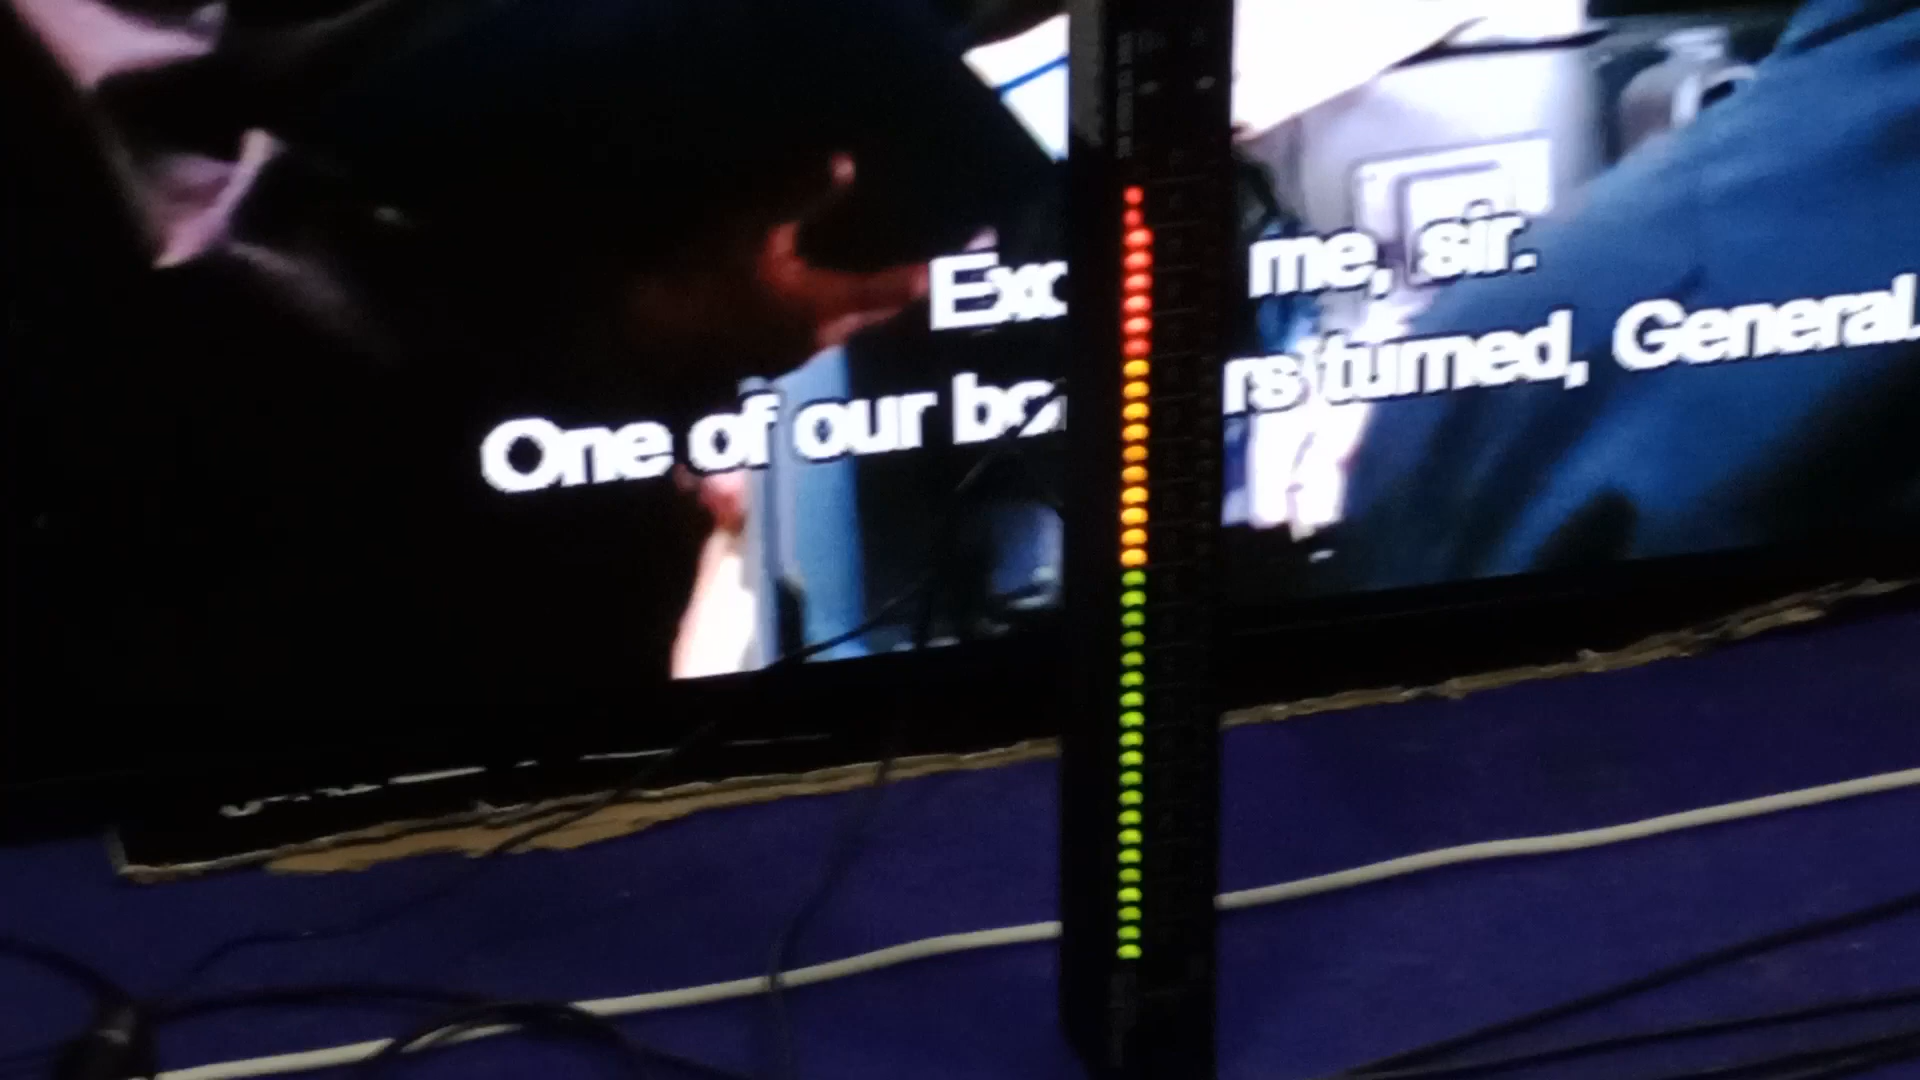 Exc me, sir.
One of our bo rs turned, General.